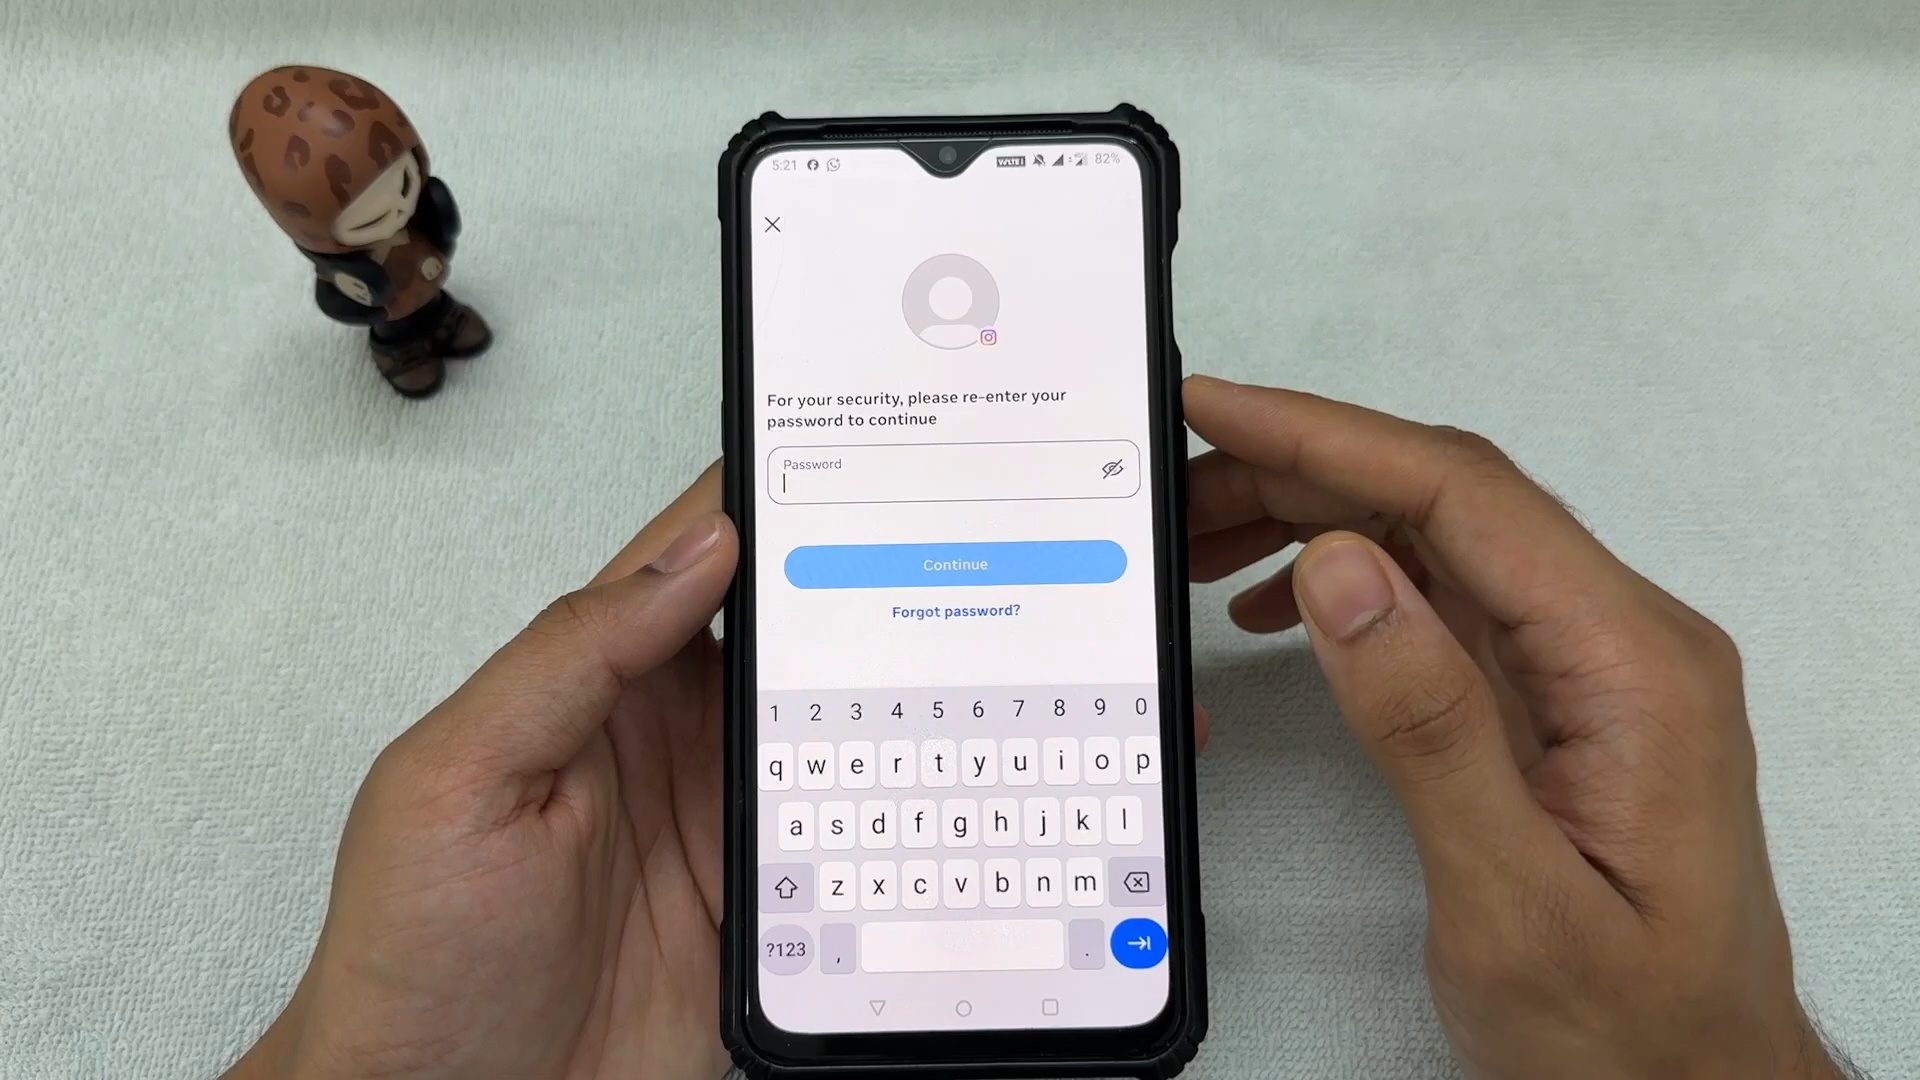 5:21 82%
For your security, please re-enter your
password to continue
Password
Continue
Forgot password?
1 2 3 4 5 6 7 8 9 0
q w e r t y u i o p
a s d f g h j k l
z x c v b n m
?123 , .